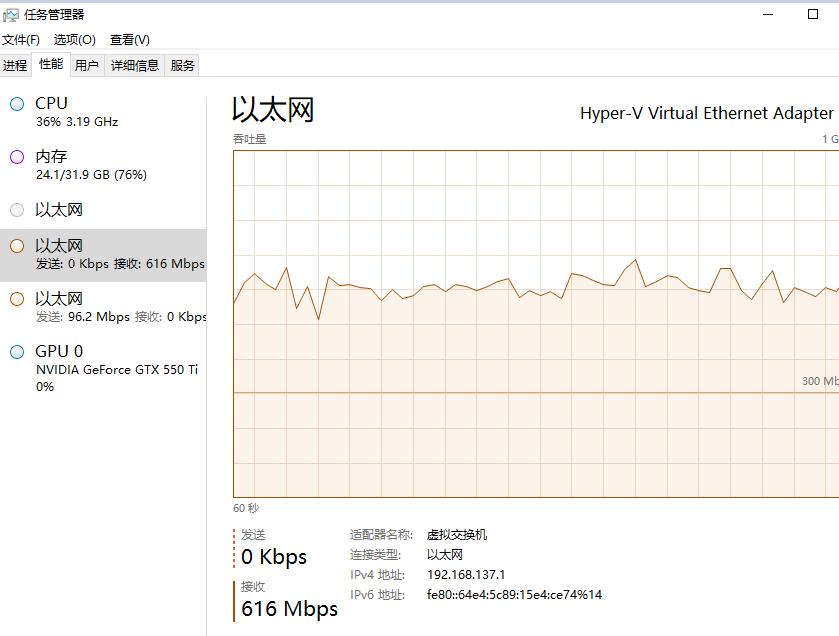 任务管理器
文件(F) 选项(O) 查看(V)
进程 性能 用户 详细信息 服务
CPU
36% 3.19 GHz
内存
24.1/31.9 GB (76%)
以太网
以太网
发送: 0 Kbps 接收: 616 Mbps
以太网
发送: 96.2 Mbps 接收: 0 Kbps
GPU 0
NVIDIA GeForce GTX 550 Ti
0%
以太网
Hyper-V Virtual Ethernet Adapter
吞吐量
1 G
300 Mb
60 秒
发送
0 Kbps
接收
616 Mbps
适配器名称: 虚拟交换机
连接类型: 以太网
IPv4 地址: 192.168.137.1
IPv6 地址: fe80::64e4:5c89:15e4:ce74%14